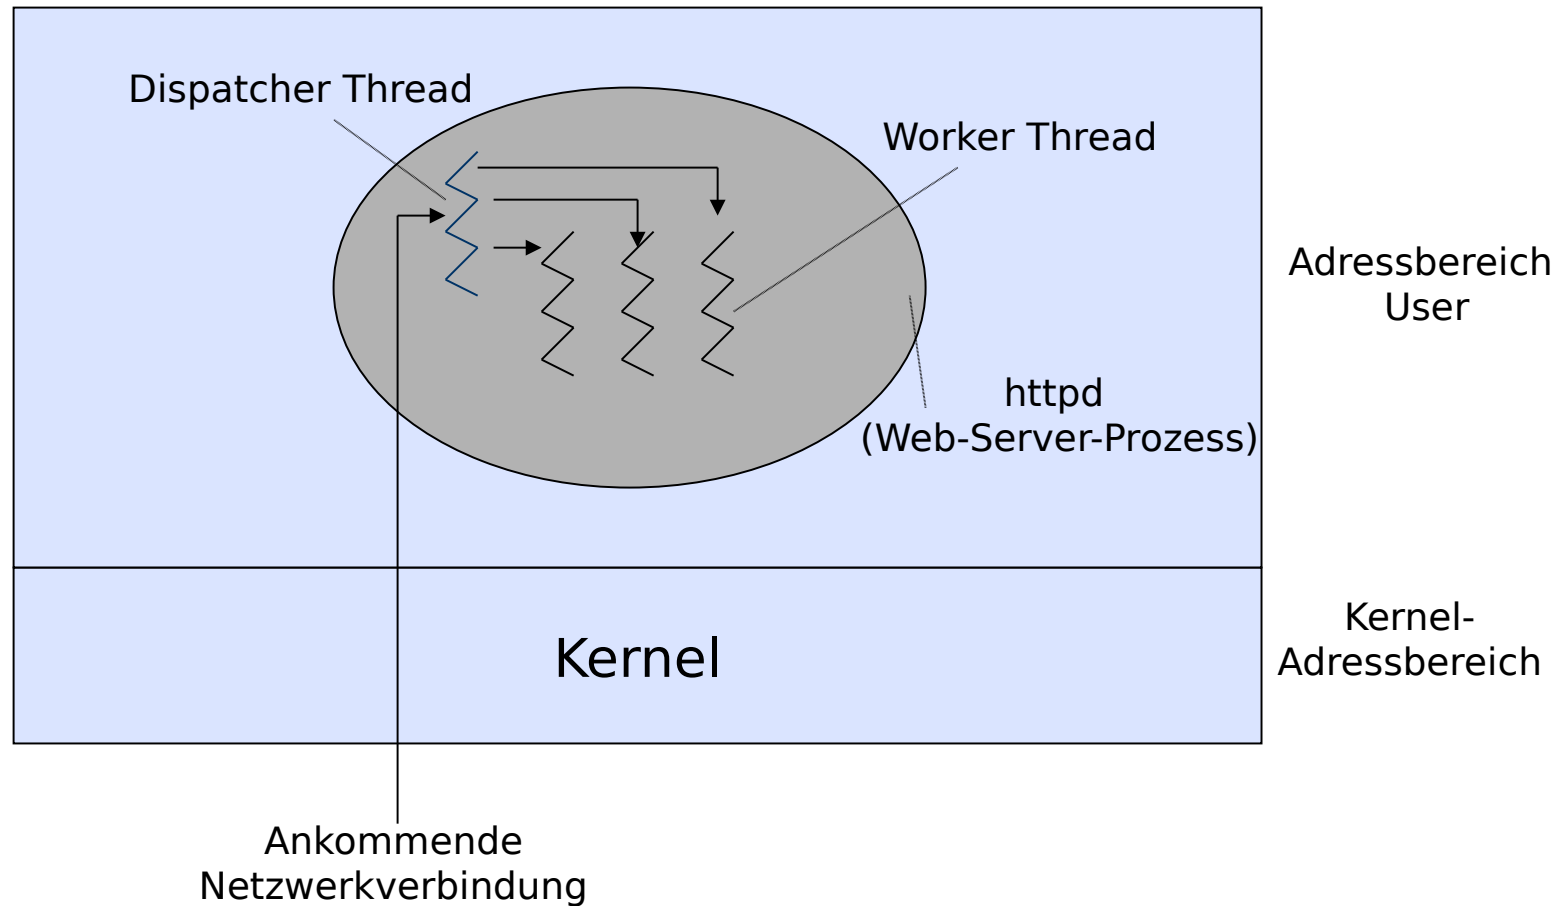 Dispatcher Thread
Worker Thread
Adressbereich
User
httpd
(Web-Server-Prozess)
Kernel
Kernel-
Adressbereich
Ankommende
Netzwerkverbindung